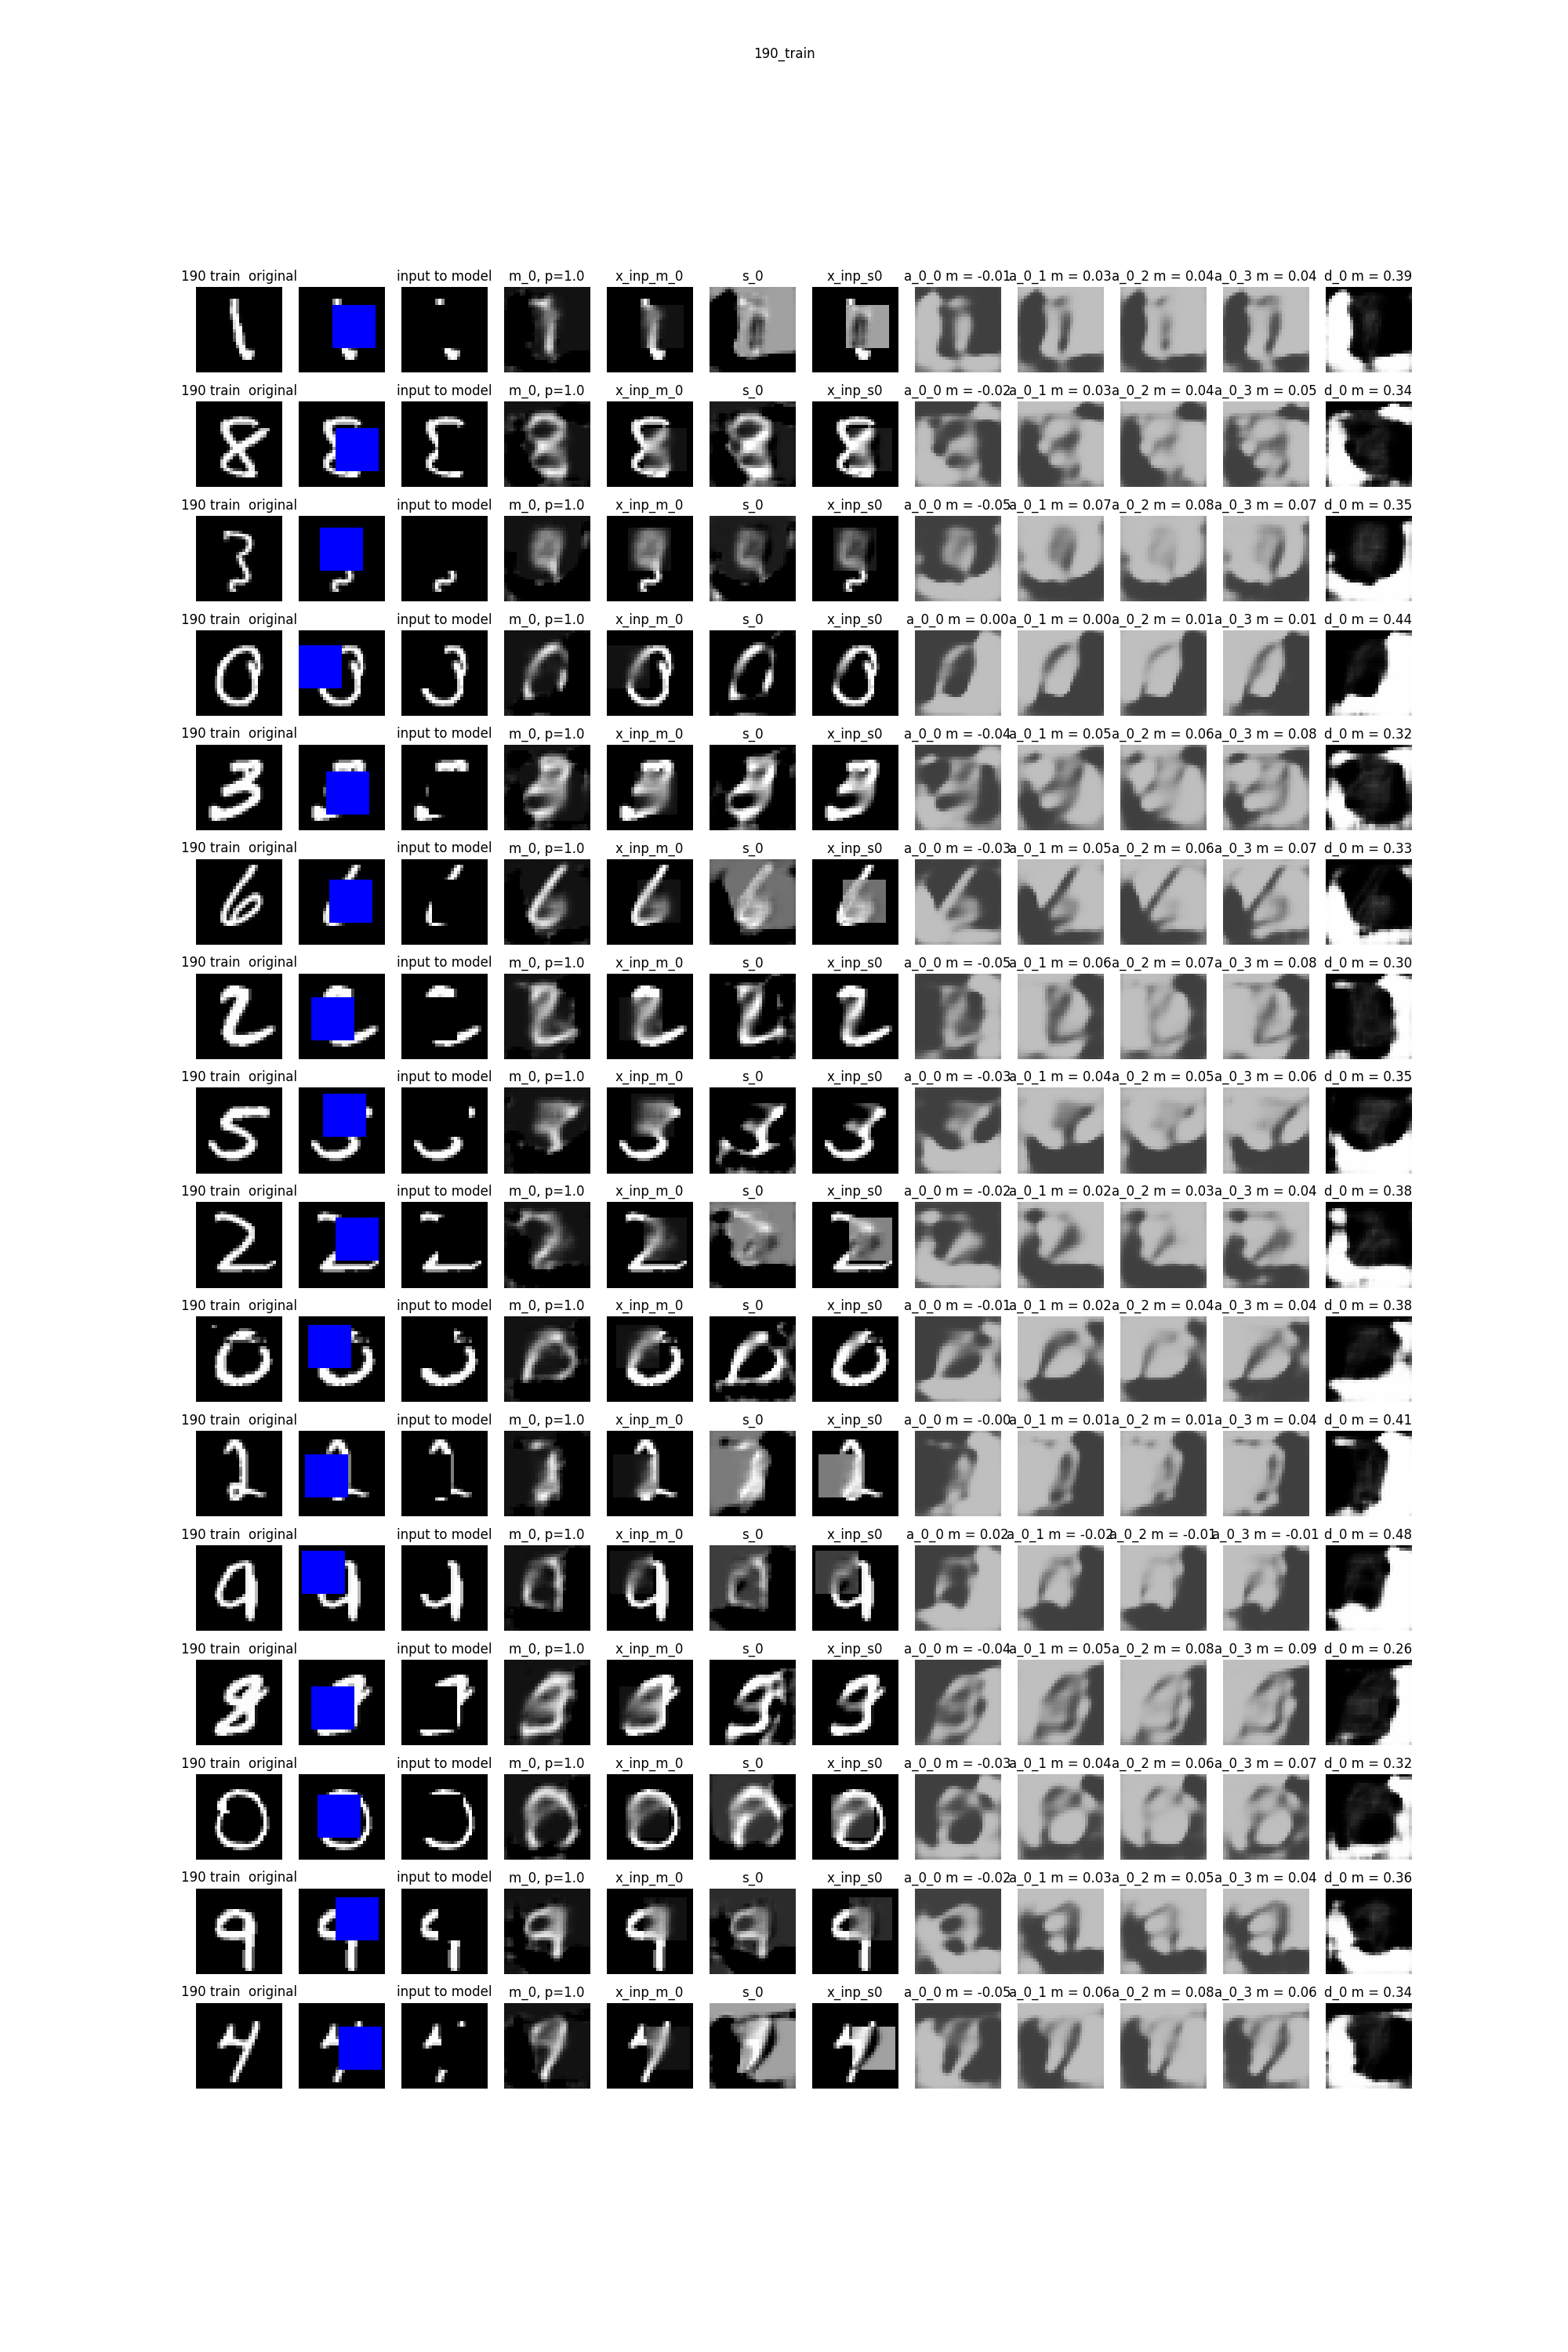 190_train
190 train  original input to model m_0, p=1.0 x_inp_m_0 s_0 x_inp_s0 a_0_0 m = -0.01 a_0_1 m = 0.03 a_0_2 m = 0.04 a_0_3 m = 0.04 d_0 m = 0.39
190 train  original input to model m_0, p=1.0 x_inp_m_0 s_0 x_inp_s0 a_0_0 m = -0.02 a_0_1 m = 0.03 a_0_2 m = 0.04 a_0_3 m = 0.05 d_0 m = 0.34
190 train  original input to model m_0, p=1.0 x_inp_m_0 s_0 x_inp_s0 a_0_0 m = -0.05 a_0_1 m = 0.07 a_0_2 m = 0.08 a_0_3 m = 0.07 d_0 m = 0.35
190 train  original input to model m_0, p=1.0 x_inp_m_0 s_0 x_inp_s0 a_0_0 m = 0.00 a_0_1 m = 0.00 a_0_2 m = 0.01 a_0_3 m = 0.01 d_0 m = 0.44
190 train  original input to model m_0, p=1.0 x_inp_m_0 s_0 x_inp_s0 a_0_0 m = -0.04 a_0_1 m = 0.05 a_0_2 m = 0.06 a_0_3 m = 0.08 d_0 m = 0.32
190 train  original input to model m_0, p=1.0 x_inp_m_0 s_0 x_inp_s0 a_0_0 m = -0.03 a_0_1 m = 0.05 a_0_2 m = 0.06 a_0_3 m = 0.07 d_0 m = 0.33
190 train  original input to model m_0, p=1.0 x_inp_m_0 s_0 x_inp_s0 a_0_0 m = -0.05 a_0_1 m = 0.06 a_0_2 m = 0.07 a_0_3 m = 0.08 d_0 m = 0.30
190 train  original input to model m_0, p=1.0 x_inp_m_0 s_0 x_inp_s0 a_0_0 m = -0.03 a_0_1 m = 0.04 a_0_2 m = 0.05 a_0_3 m = 0.06 d_0 m = 0.35
190 train  original input to model m_0, p=1.0 x_inp_m_0 s_0 x_inp_s0 a_0_0 m = -0.02 a_0_1 m = 0.02 a_0_2 m = 0.03 a_0_3 m = 0.04 d_0 m = 0.38
190 train  original input to model m_0, p=1.0 x_inp_m_0 s_0 x_inp_s0 a_0_0 m = -0.01 a_0_1 m = 0.02 a_0_2 m = 0.04 a_0_3 m = 0.04 d_0 m = 0.38
190 train  original input to model m_0, p=1.0 x_inp_m_0 s_0 x_inp_s0 a_0_0 m = -0.00 a_0_1 m = 0.01 a_0_2 m = 0.01 a_0_3 m = 0.04 d_0 m = 0.41
190 train  original input to model m_0, p=1.0 x_inp_m_0 s_0 x_inp_s0 a_0_0 m = 0.02 a_0_1 m = -0.02 a_0_2 m = -0.01 a_0_3 m = -0.01 d_0 m = 0.48
190 train  original input to model m_0, p=1.0 x_inp_m_0 s_0 x_inp_s0 a_0_0 m = -0.04 a_0_1 m = 0.05 a_0_2 m = 0.08 a_0_3 m = 0.09 d_0 m = 0.26
190 train  original input to model m_0, p=1.0 x_inp_m_0 s_0 x_inp_s0 a_0_0 m = -0.03 a_0_1 m = 0.04 a_0_2 m = 0.06 a_0_3 m = 0.07 d_0 m = 0.32
190 train  original input to model m_0, p=1.0 x_inp_m_0 s_0 x_inp_s0 a_0_0 m = -0.02 a_0_1 m = 0.03 a_0_2 m = 0.05 a_0_3 m = 0.04 d_0 m = 0.36
190 train  original input to model m_0, p=1.0 x_inp_m_0 s_0 x_inp_s0 a_0_0 m = -0.05 a_0_1 m = 0.06 a_0_2 m = 0.08 a_0_3 m = 0.06 d_0 m = 0.34